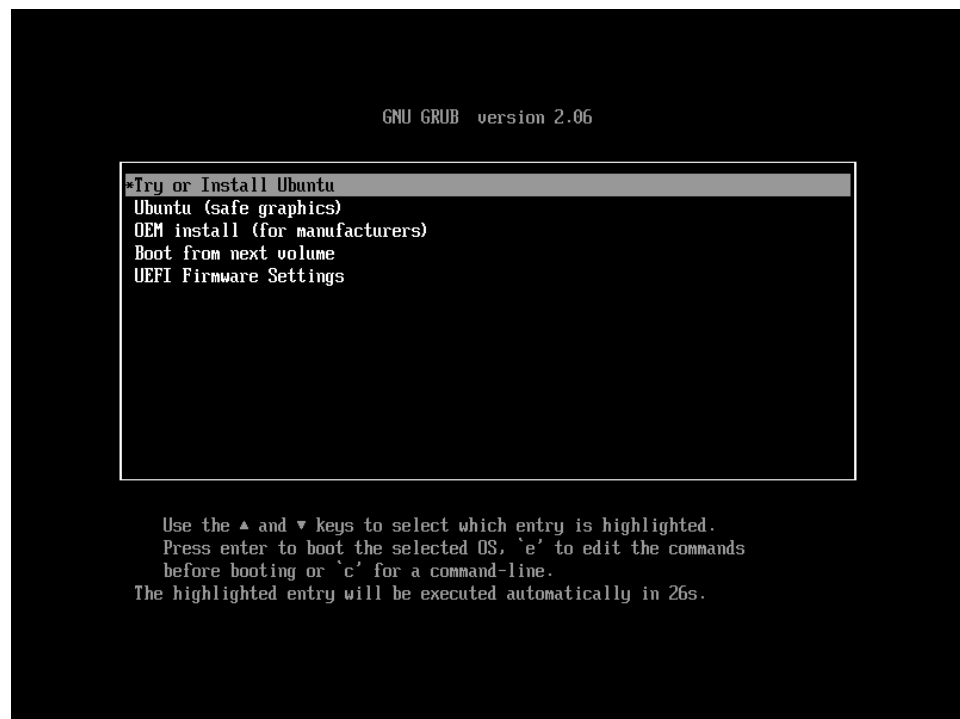 GNU GRUB  version 2.06
*Try or Install Ubuntu
Ubuntu (safe graphics)
OEM install (for manufacturers)
Boot from next volume
UEFI Firmware Settings
Use the ▲ and ▼ keys to select which entry is highlighted.
Press enter to boot the selected OS, `e' to edit the commands
before booting or `c' for a command-line.
The highlighted entry will be executed automatically in 26s.